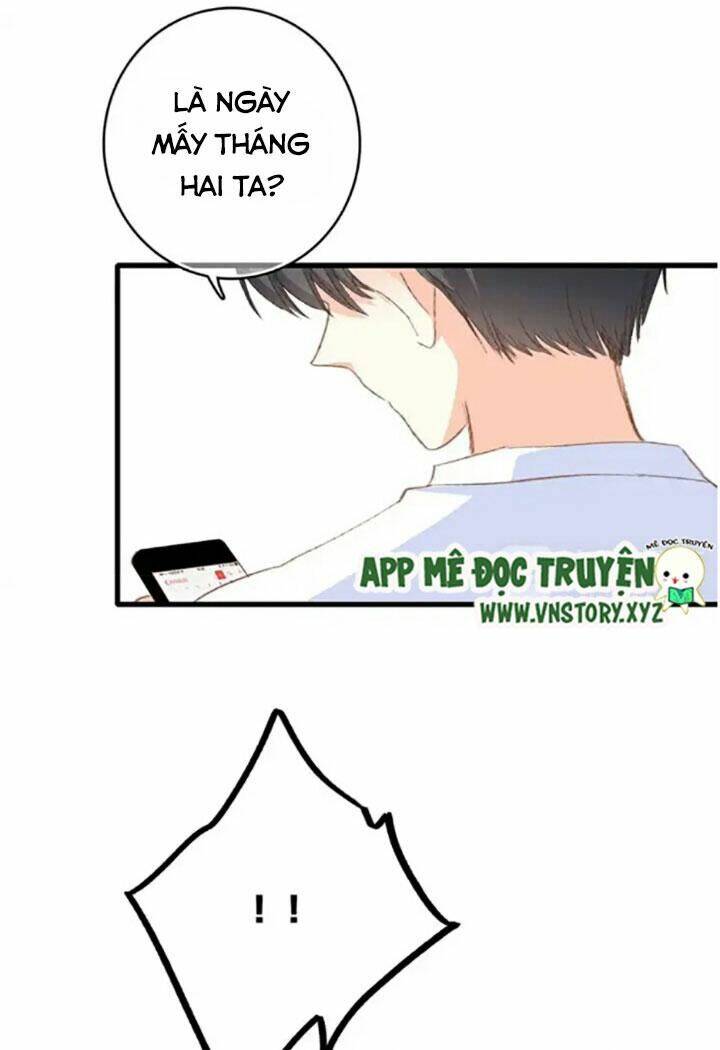 LÀ NGÀY
MẤY THÁNG
HAI TA?
MÊ ĐỌC TRUYỆN
APP MÊ ĐỌC TRUYỆN
WWW.VNSTORY.XYZ
! !